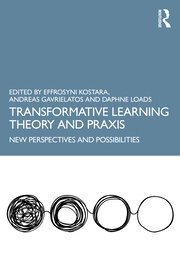 R
EDITED BY EFFROSYNI KOSTARA,
ANDREAS GAVRIELATOS AND DAPHNE LOADS
TRANSFORMATIVE LEARNING
THEORY AND PRAXIS
NEW PERSPECTIVES AND POSSIBILITIES